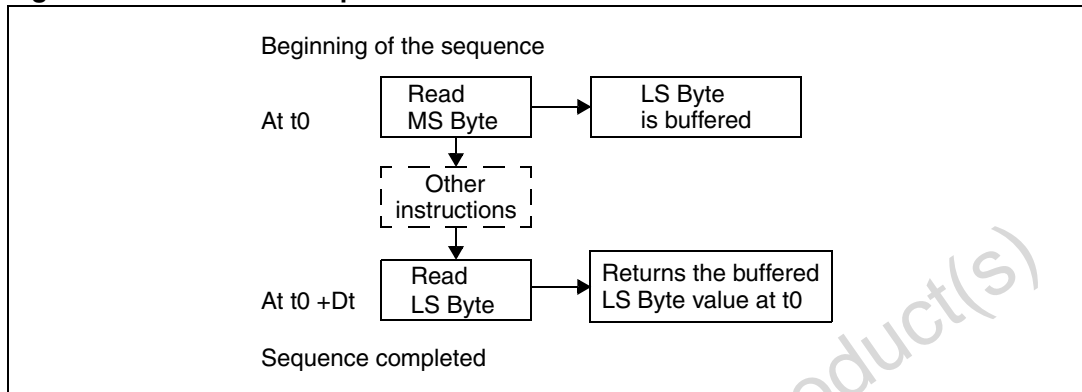 Beginning of the sequence
At t0
Read
MS Byte
LS Byte
is buffered
Other
instructions
At t0 +Dt
Read
LS Byte
Returns the buffered
LS Byte value at t0
Sequence completed